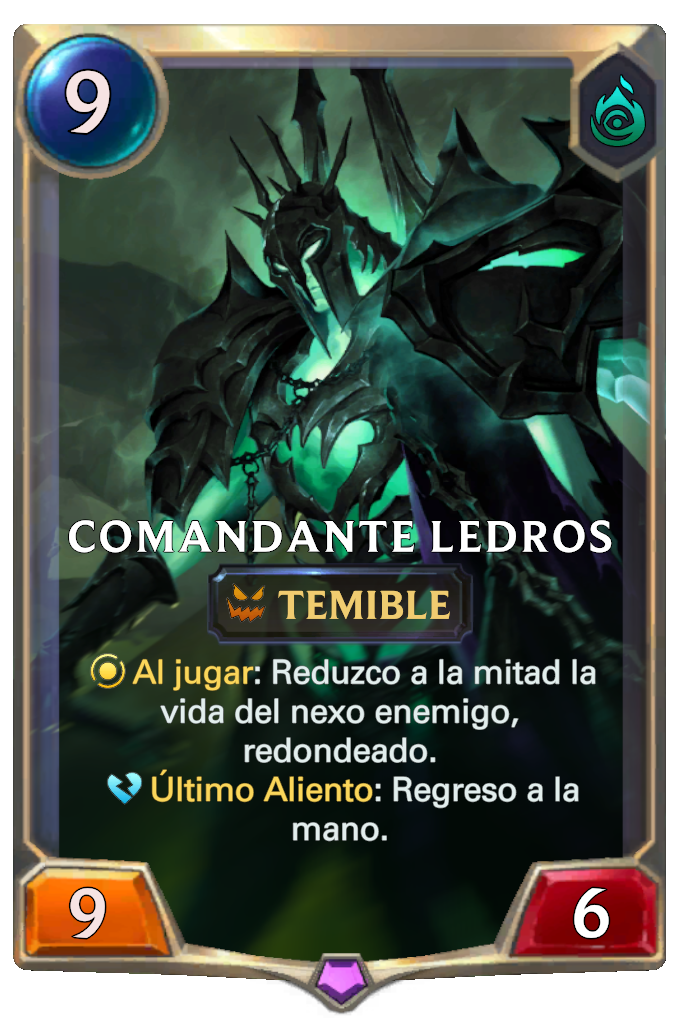 9
COMANDANTE LEDROS
TEMIBLE
Al jugar: Reduzco a la mitad la
vida del nexo enemigo,
redondeado.
Último Aliento: Regreso a la
mano.
9
6